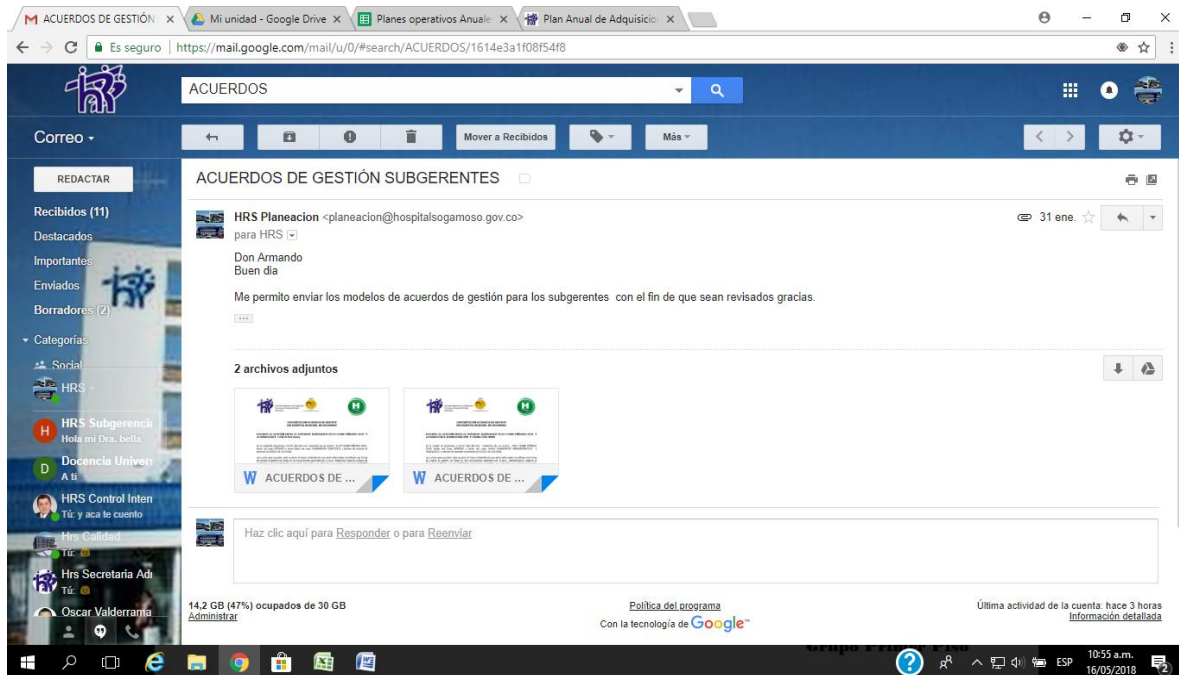 ACUERDOS DE GESTIÓN
Mi unidad - Google Drive
Planes operativos Anuale
Plan Anual de Adquisicio
Es seguro
https://mail.google.com/mail/u/0/#search/ACUERDOS/1614e3a1f08f54f8
ACUERDOS
Correo
Mover a Recibidos
Más
REDACTAR
Recibidos (11)
Destacados
Importantes
Enviados
Borradores (2)
Categorías
Social
HRS
H
HRS Subgerencia
Hola mi Dra. bella
D
Docencia Univer
A ti
HRS Control Inten
Tú: y aca te cuento
Hrs Calidad
Tú:
Hrs Secretaria Adi
Tú:
Oscar Valderrama
ACUERDOS DE GESTIÓN SUBGERENTES
HRS Planeacion <planeacion@hospitalsogamoso.gov.co>
31 ene.
para HRS
Don Armando
Buen dia
Me permito enviar los modelos de acuerdos de gestión para los subgerentes con el fin de que sean revisados gracias.
...
2 archivos adjuntos
W ACUERDOS DE ...
W ACUERDOS DE ...
Haz clic aquí para Responder o para Reenviar
14,2 GB (47%) ocupados de 30 GB
Administrar
Política del programa
Con la tecnología de Google™
Última actividad de la cuenta: hace 3 horas
Información detallada
Grupo Primer Piso
ESP
10:55 a.m.
16/05/2018
2